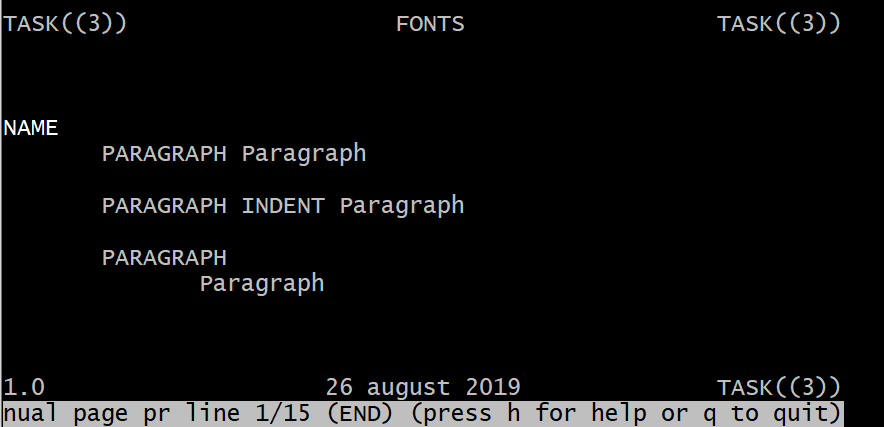 TASK((3)) FONTS TASK((3))
NAME
PARAGRAPH Paragraph
PARAGRAPH INDENT Paragraph
PARAGRAPH
Paragraph
1.0 26 august 2019 TASK((3))
nual page pr line 1/15 (END) (press h for help or q to quit)